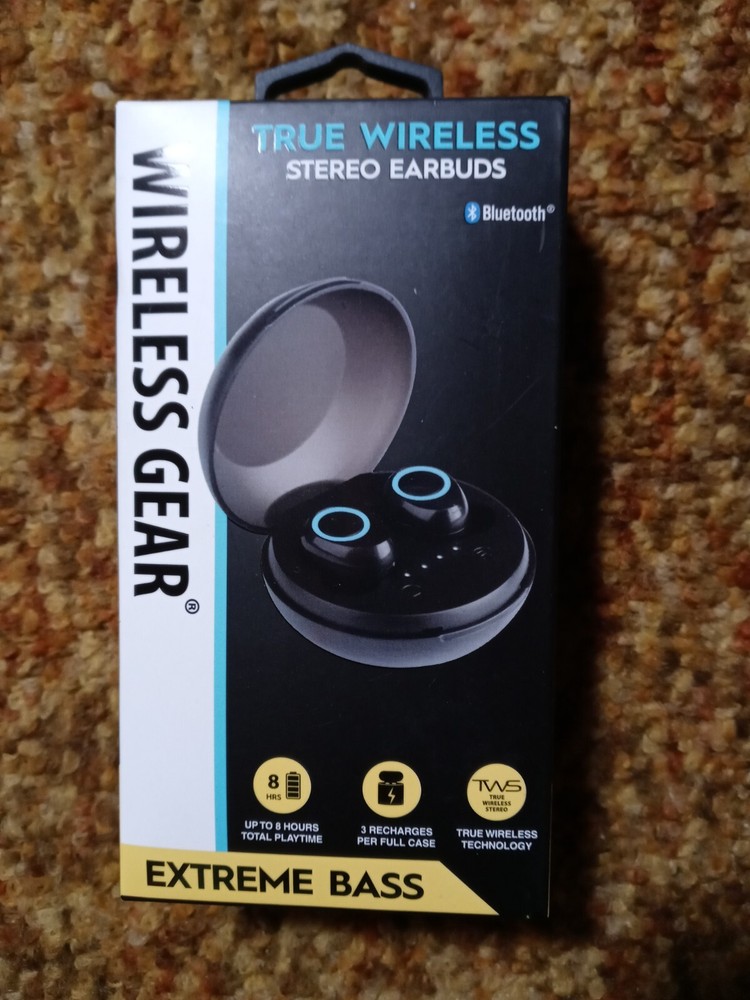 TRUE WIRELESS
STEREO EARBUDS
Bluetooth®
WIRELESS GEAR®
8
HRS
UP TO 8 HOURS
TOTAL PLAYTIME
3 RECHARGES
PER FULL CASE
TWS
TRUE
WIRELESS
STEREO
TRUE WIRELESS
TECHNOLOGY
EXTREME BASS